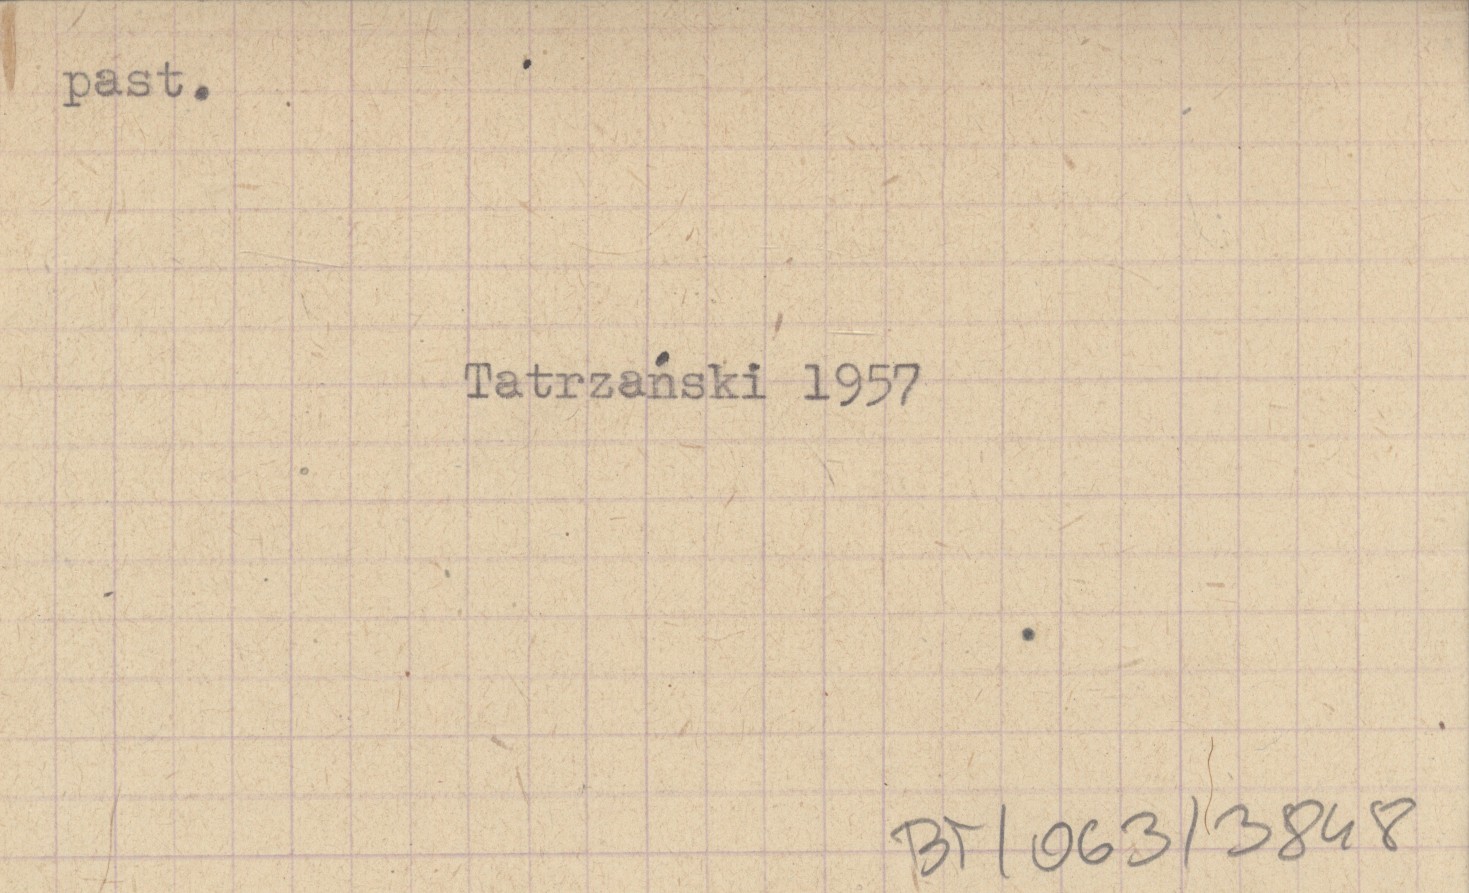 past.
Tatrzański 1957
BT/063/3848